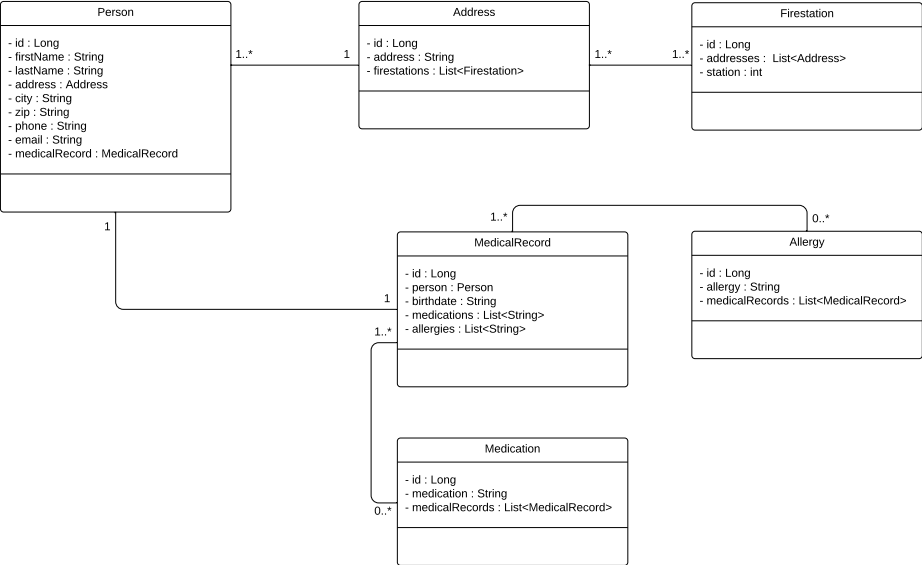 Person
- id : Long
- firstName : String
- lastName : String
- address : Address
- city : String
- zip : String
- phone : String
- email : String
- medicalRecord : MedicalRecord
1..*
1
Address
- id : Long
- address : String
- firestations : List<Firestation>
1..*
1..*
Firestation
- id : Long
- addresses :  List<Address>
- station : int
1
1
MedicalRecord
- id : Long
- person : Person
- birthdate : String
- medications : List<String>
- allergies : List<String>
1..*
0..*
Allergy
- id : Long
- allergy : String
- medicalRecords : List<MedicalRecord>
1..*
0..*
Medication
- id : Long
- medication : String
- medicalRecords : List<MedicalRecord>